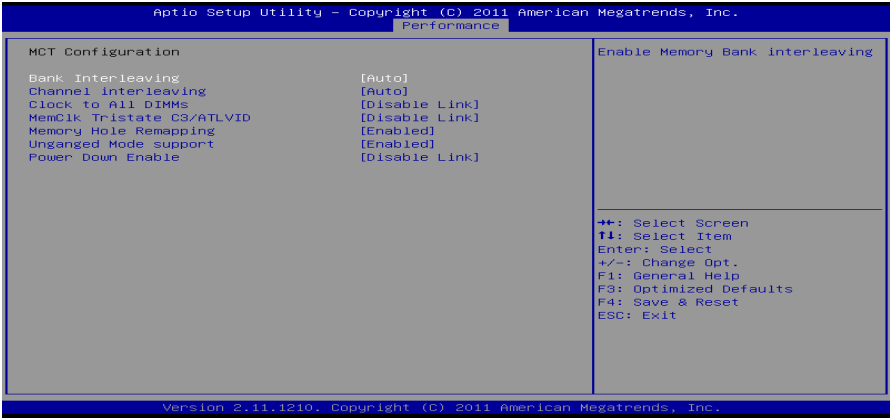 Aptio Setup Utility – Copyright (C) 2011 American Megatrends, Inc.
Performance
MCT Configuration
Bank Interleaving [Auto]
Channel interleaving [Auto]
Clock to All DIMMs [Disable Link]
MemClk Tristate C3/ATLVID [Disable Link]
Memory Hole Remapping [Enabled]
Unganged Mode support [Enabled]
Power Down Enable [Disable Link]
Enable Memory Bank interleaving
→←: Select Screen
↑↓: Select Item
Enter: Select
+/-: Change Opt.
F1: General Help
F3: Optimized Defaults
F4: Save & Reset
ESC: Exit
Version 2.11.1210. Copyright (C) 2011 American Megatrends, Inc.